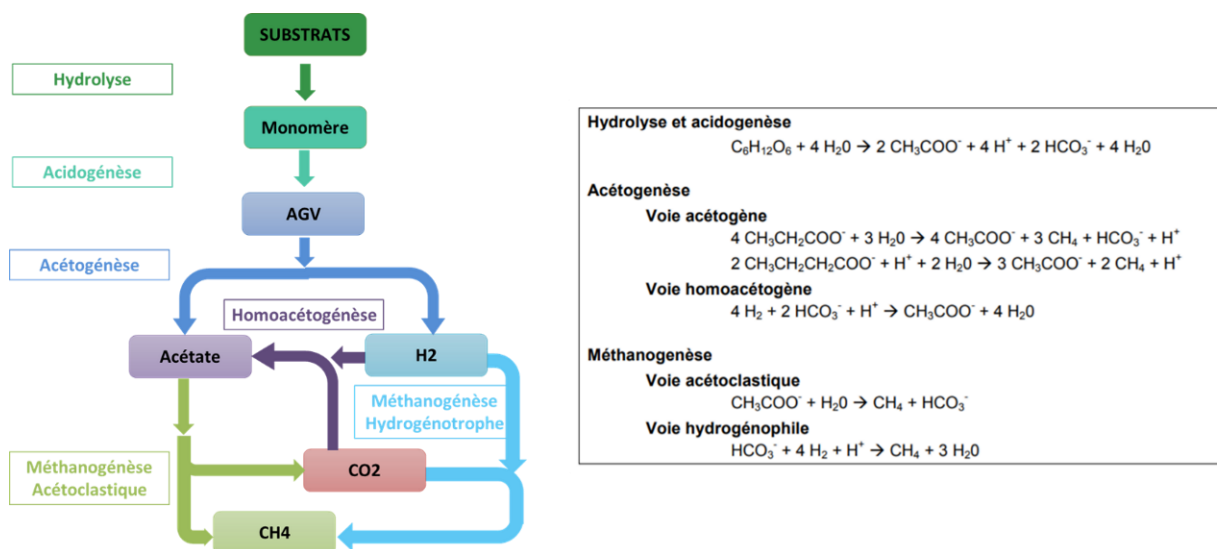 SUBSTRATS
Hydrolyse
Monomère
Acidogénèse
AGV
Acétogénèse
Homoacétogénèse
Acétate
H2
Méthanogénèse
Hydrogénotrophe
Méthanogénèse
Acétoclastique
CO2
CH4
Hydrolyse et acidogenèse
C₆H₁₂O₆ + 4 H₂0 → 2 CH₃COO⁻ + 4 H⁺ + 2 HCO₃⁻ + 4 H₂0
Acétogenèse
Voie acétogène
4 CH₃CH₂COO⁻ + 3 H₂0 → 4 CH₃COO⁻ + 3 CH₄ + HCO₃⁻ + H⁺
2 CH₃CH₂CH₂COO⁻ + H⁺ + 2 H₂0 → 3 CH₃COO⁻ + 2 CH₄ + H⁺
Voie homoacétogène
4 H₂ + 2 HCO₃⁻ + H⁺ → CH₃COO⁻ + 4 H₂0
Méthanogenèse
Voie acétoclastique
CH₃COO⁻ + H₂0 → CH₄ + HCO₃⁻
Voie hydrogénophile
HCO₃⁻ + 4 H₂ + H⁺ → CH₄ + 3 H₂0